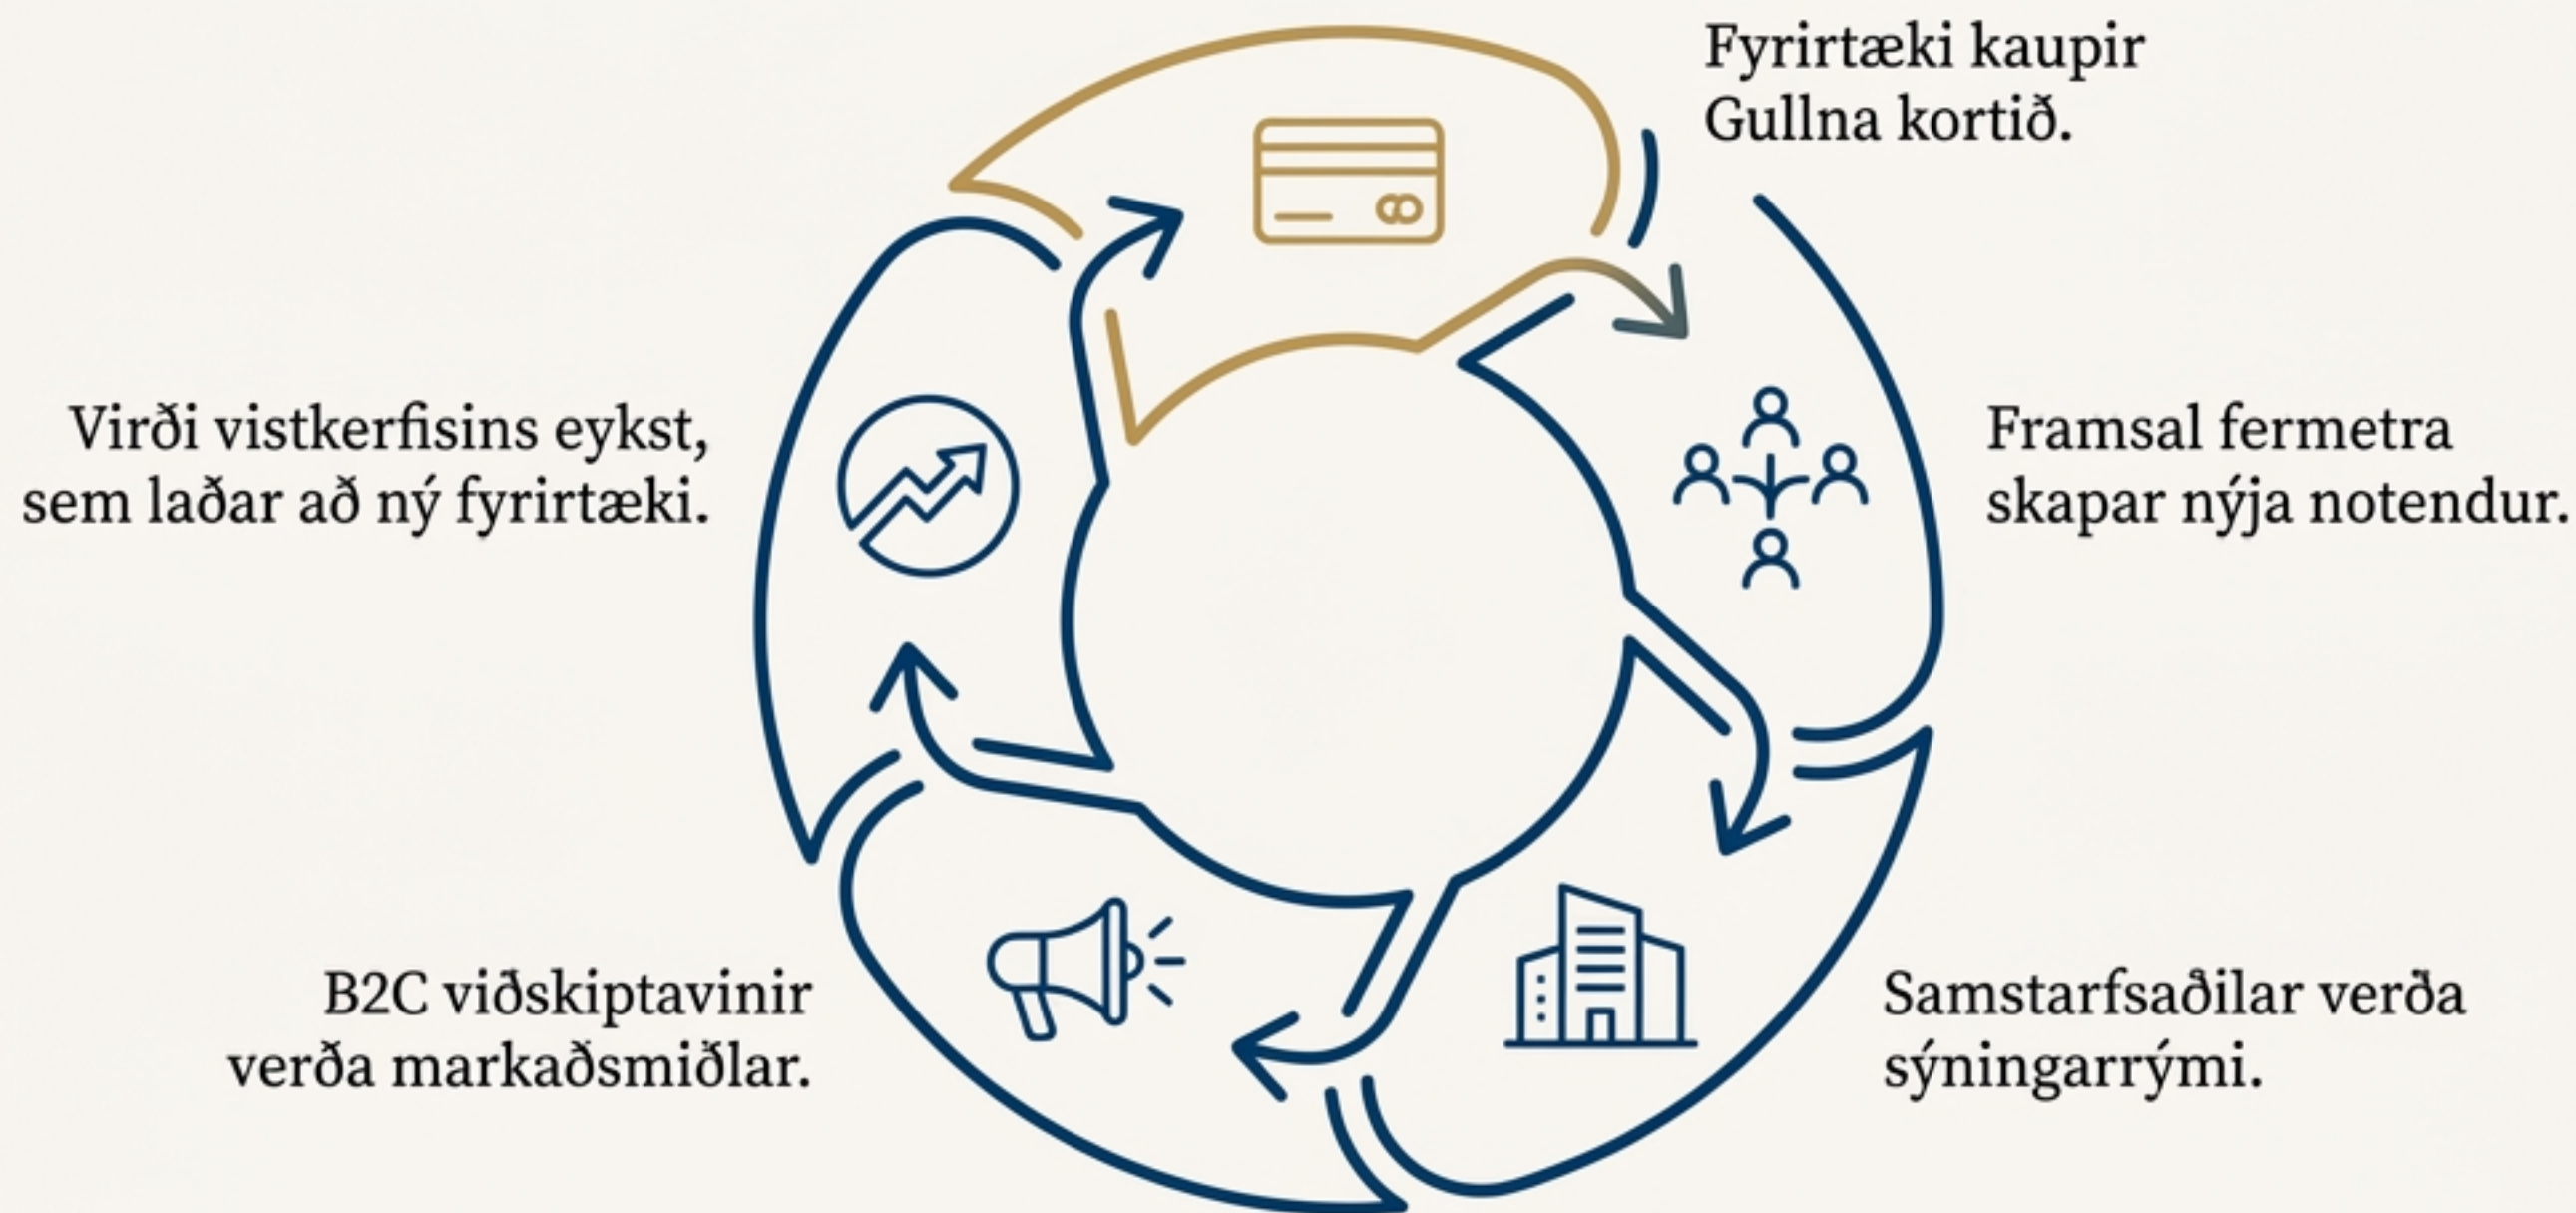 Fyrirtæki kaupir
Gullna kortið.
Framsal fermetra
skapar nýja notendur.
Samstarfsaðilar verða
sýningarrými.
B2C viðskiptavinir
verða markaðsmiðlar.
Virði vistkerfisins eykst,
sem laðar að ný fyrirtæki.